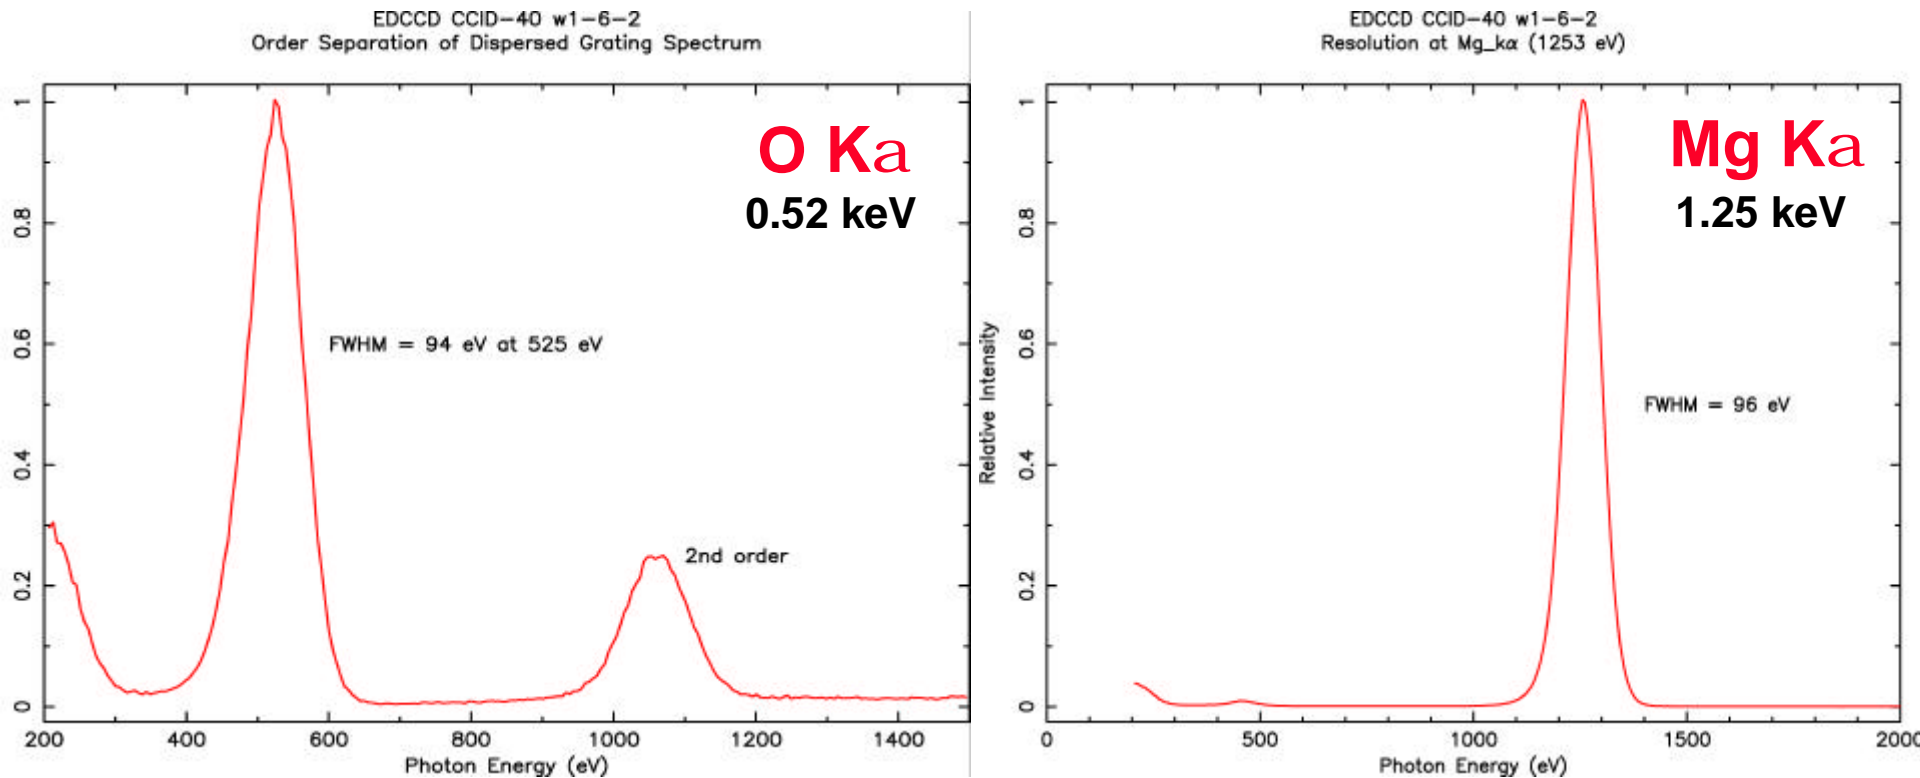 EDCCD CCID-40 w1-6-2
Order Separation of Dispersed Grating Spectrum
O Ka
0.52 keV
FWHM = 94 eV at 525 eV
2nd order
1
0.8
0.6
0.4
0.2
0
200 400 600 800 1000 1200 1400
Photon Energy (eV)
EDCCD CCID-40 w1-6-2
Resolution at Mg_kα (1253 eV)
Mg Ka
1.25 keV
FWHM = 96 eV
Relative Intensity
1
0.8
0.6
0.4
0.2
0
0 500 1000 1500 2000
Photon Energy (eV)